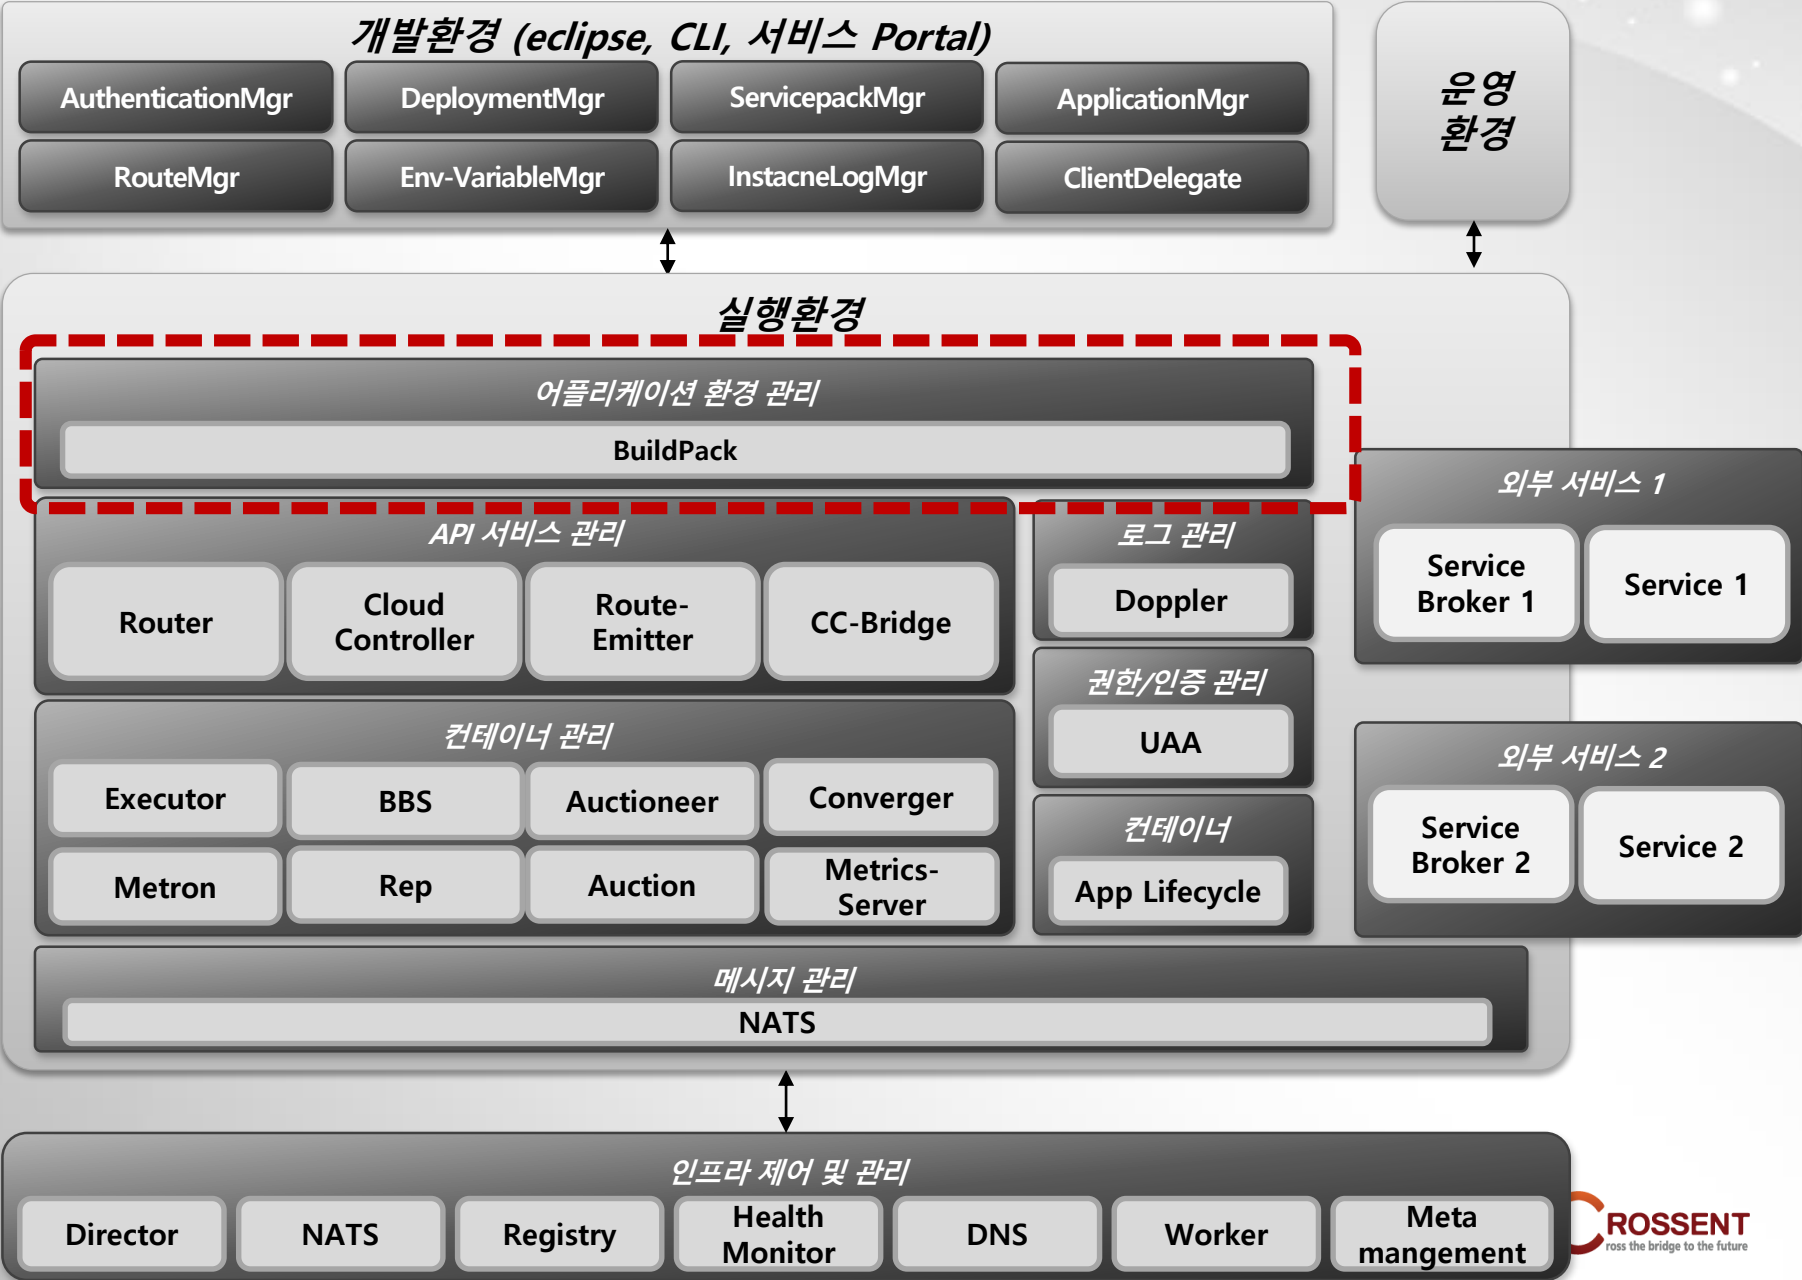 개발환경 (eclipse, CLI, 서비스 Portal)
AuthenticationMgr
DeploymentMgr
ServicepackMgr
ApplicationMgr
RouteMgr
Env-VariableMgr
InstacneLogMgr
ClientDelegate
운영
환경
실행환경
어플리케이션 환경 관리
BuildPack
API 서비스 관리
Router
Cloud
Controller
Route-
Emitter
CC-Bridge
로그 관리
Doppler
권한/인증 관리
UAA
컨테이너
App Lifecycle
컨테이너 관리
Executor
BBS
Auctioneer
Converger
Metron
Rep
Auction
Metrics-
Server
외부 서비스 1
Service
Broker 1
Service 1
외부 서비스 2
Service
Broker 2
Service 2
메시지 관리
NATS
인프라 제어 및 관리
Director
NATS
Registry
Health
Monitor
DNS
Worker
Meta
mangement
CROSSENT
ross the bridge to the future